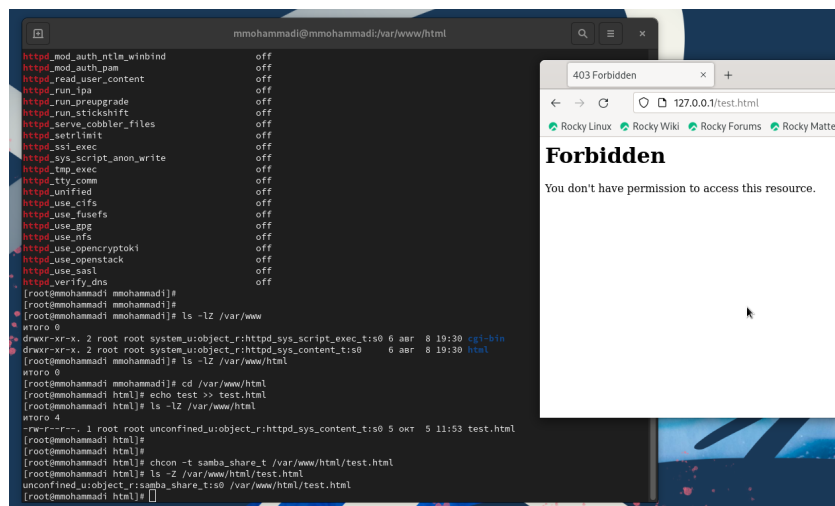 mmohammadi@mmohammadi:/var/www/html
httpd_mod_auth_ntlm_winbind off
httpd_mod_auth_pam off
httpd_read_user_content off
httpd_run_ipa off
httpd_run_preupgrade off
httpd_run_stickshift off
httpd_serve_cobbler_files off
httpd_setrlimit off
httpd_ssi_exec off
httpd_sys_script_anon_write off
httpd_tmp_exec off
httpd_tty_comm off
httpd_unified off
httpd_use_cifs off
httpd_use_fusefs off
httpd_use_gpg off
httpd_use_nfs off
httpd_use_opencryptoki off
httpd_use_openstack off
httpd_use_sasl off
httpd_verify_dns off
[root@mmohammadi mmohammadi]#
[root@mmohammadi mmohammadi]#
[root@mmohammadi mmohammadi]# ls -lZ /var/www
итого 0
drwxr-xr-x. 2 root root system_u:object_r:httpd_sys_script_exec_t:s0 6 авг 8 19:30 cgi-bin
drwxr-xr-x. 2 root root system_u:object_r:httpd_sys_content_t:s0 6 авг 8 19:30 html
[root@mmohammadi mmohammadi]# ls -lZ /var/www/html
итого 0
[root@mmohammadi mmohammadi]# cd /var/www/html
[root@mmohammadi html]# echo test >> test.html
[root@mmohammadi html]# ls -lZ /var/www/html
итого 4
-rw-r--r--. 1 root root unconfined_u:object_r:httpd_sys_content_t:s0 5 окт 5 11:53 test.html
[root@mmohammadi html]#
[root@mmohammadi html]#
[root@mmohammadi html]# chcon -t samba_share_t /var/www/html/test.html
[root@mmohammadi html]# ls -Z /var/www/html/test.html
unconfined_u:object_r:samba_share_t:s0 /var/www/html/test.html
[root@mmohammadi html]#
403 Forbidden
127.0.0.1/test.html
Rocky Linux Rocky Wiki Rocky Forums Rocky Matte
Forbidden
You don't have permission to access this resource.